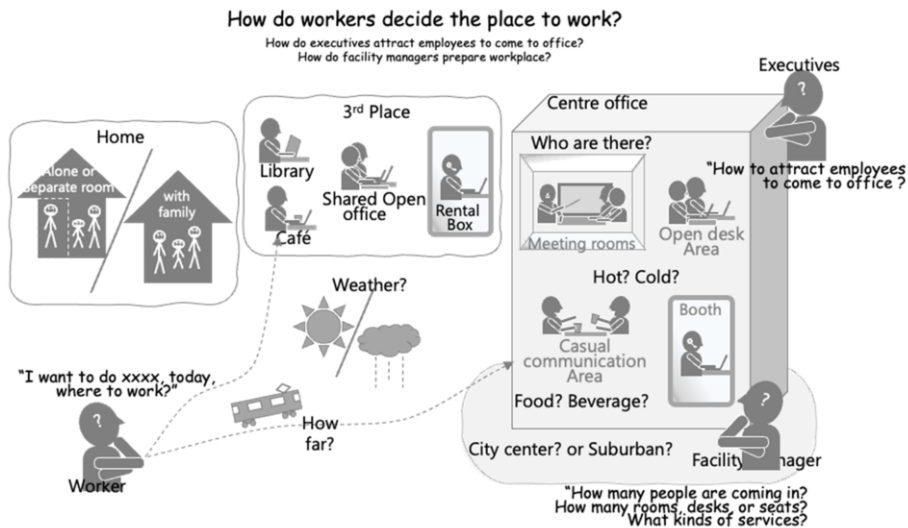 How do workers decide the place to work?
How do executives attract employees to come to office?
How do facility managers prepare workplace?
Home
Alone or
Separate room
with
family
3rd Place
Library
Café
Shared Open
office
Rental
Box
Executives
"How to attract employees
to come to office ?
Centre office
Who are there?
Meeting rooms
Open desk
Area
Hot? Cold?
Casual
communication
Area
Booth
Food? Beverage?
Weather?
"I want to do xxxx, today,
where to work?"
?
Worker
How
far?
City center? or Suburban?
?
?
Facility
"How many people are coming in?
How many rooms, desks, or seats?
What kinds of services?